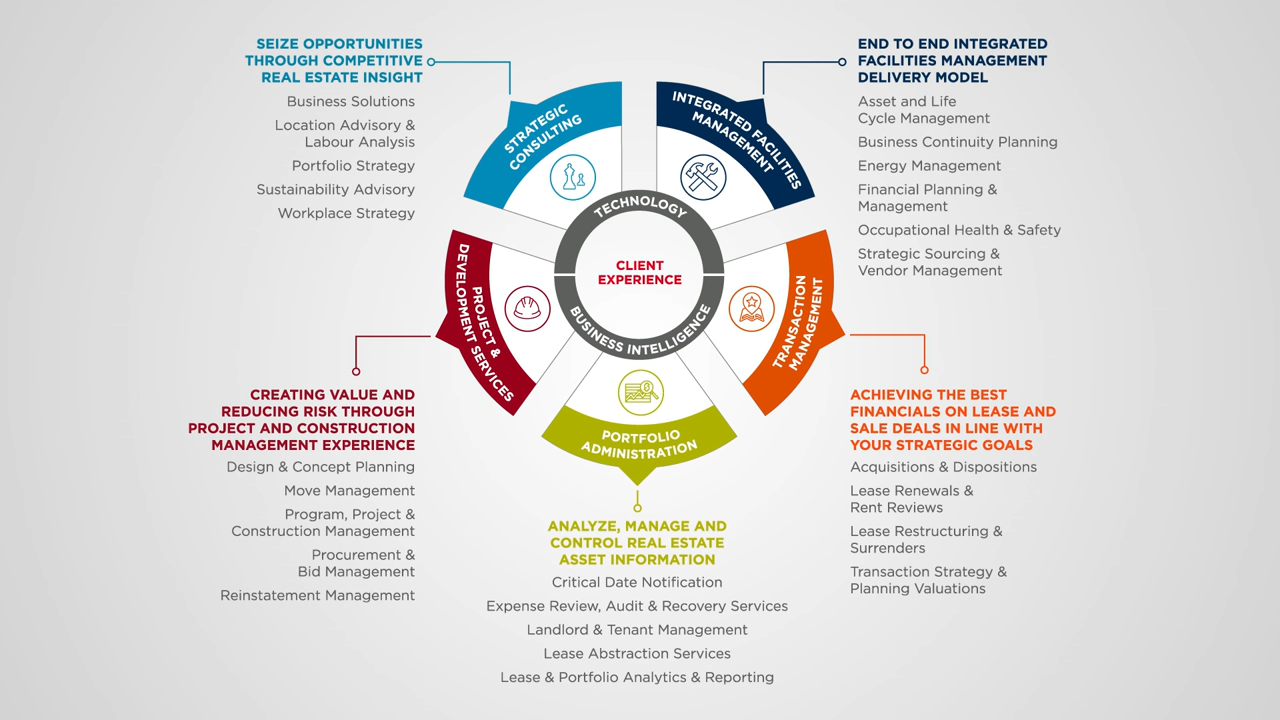 SEIZE OPPORTUNITIES
THROUGH COMPETITIVE
REAL ESTATE INSIGHT
Business Solutions
Location Advisory &
Labour Analysis
Portfolio Strategy
Sustainability Advisory
Workplace Strategy
STRATEGIC
CONSULTING
INTEGRATED FACILITIES
MANAGEMENT
END TO END INTEGRATED
FACILITIES MANAGEMENT
DELIVERY MODEL
Asset and Life
Cycle Management
Business Continuity Planning
Energy Management
Financial Planning &
Management
Occupational Health & Safety
Strategic Sourcing &
Vendor Management
TECHNOLOGY
CLIENT
EXPERIENCE
BUSINESS INTELLIGENCE
PROJECT &
DEVELOPMENT SERVICES
TRANSACTION
MANAGEMENT
PORTFOLIO
ADMINISTRATION
CREATING VALUE AND
REDUCING RISK THROUGH
PROJECT AND CONSTRUCTION
MANAGEMENT EXPERIENCE
Design & Concept Planning
Move Management
Program, Project &
Construction Management
Procurement &
Bid Management
Reinstatement Management
ANALYZE, MANAGE AND
CONTROL REAL ESTATE
ASSET INFORMATION
Critical Date Notification
Expense Review, Audit & Recovery Services
Landlord & Tenant Management
Lease Abstraction Services
Lease & Portfolio Analytics & Reporting
ACHIEVING THE BEST
FINANCIALS ON LEASE AND
SALE DEALS IN LINE WITH
YOUR STRATEGIC GOALS
Acquisitions & Dispositions
Lease Renewals &
Rent Reviews
Lease Restructuring &
Surrenders
Transaction Strategy &
Planning Valuations